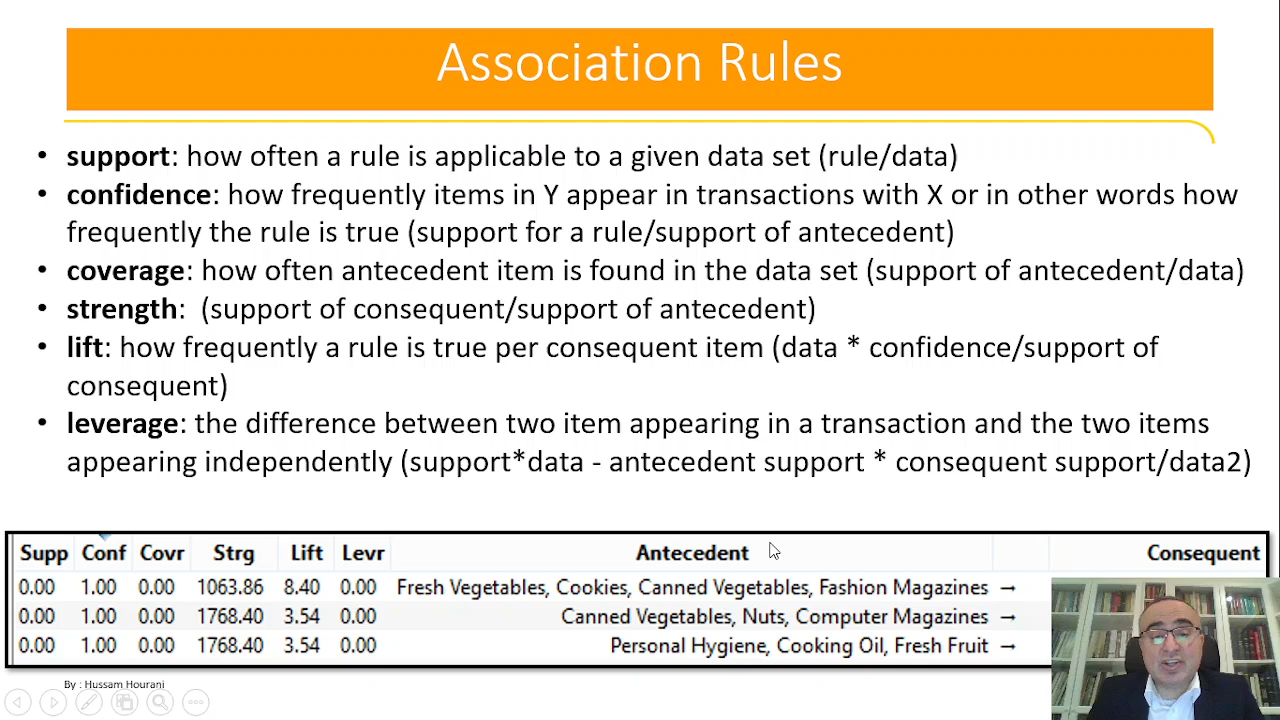 Association Rules
• support: how often a rule is applicable to a given data set (rule/data)
• confidence: how frequently items in Y appear in transactions with X or in other words how
frequently the rule is true (support for a rule/support of antecedent)
• coverage: how often antecedent item is found in the data set (support of antecedent/data)
• strength: (support of consequent/support of antecedent)
• lift: how frequently a rule is true per consequent item (data * confidence/support of
consequent)
• leverage: the difference between two item appearing in a transaction and the two items
appearing independently (support*data - antecedent support * consequent support/data2)
Supp Conf Covr Strg Lift Levr Antecedent Consequent
0.00 1.00 0.00 1063.86 8.40 0.00 Fresh Vegetables, Cookies, Canned Vegetables, Fashion Magazines →
0.00 1.00 0.00 1768.40 3.54 0.00 Canned Vegetables, Nuts, Computer Magazines →
0.00 1.00 0.00 1768.40 3.54 0.00 Personal Hygiene, Cooking Oil, Fresh Fruit →
By : Hussam Hourani